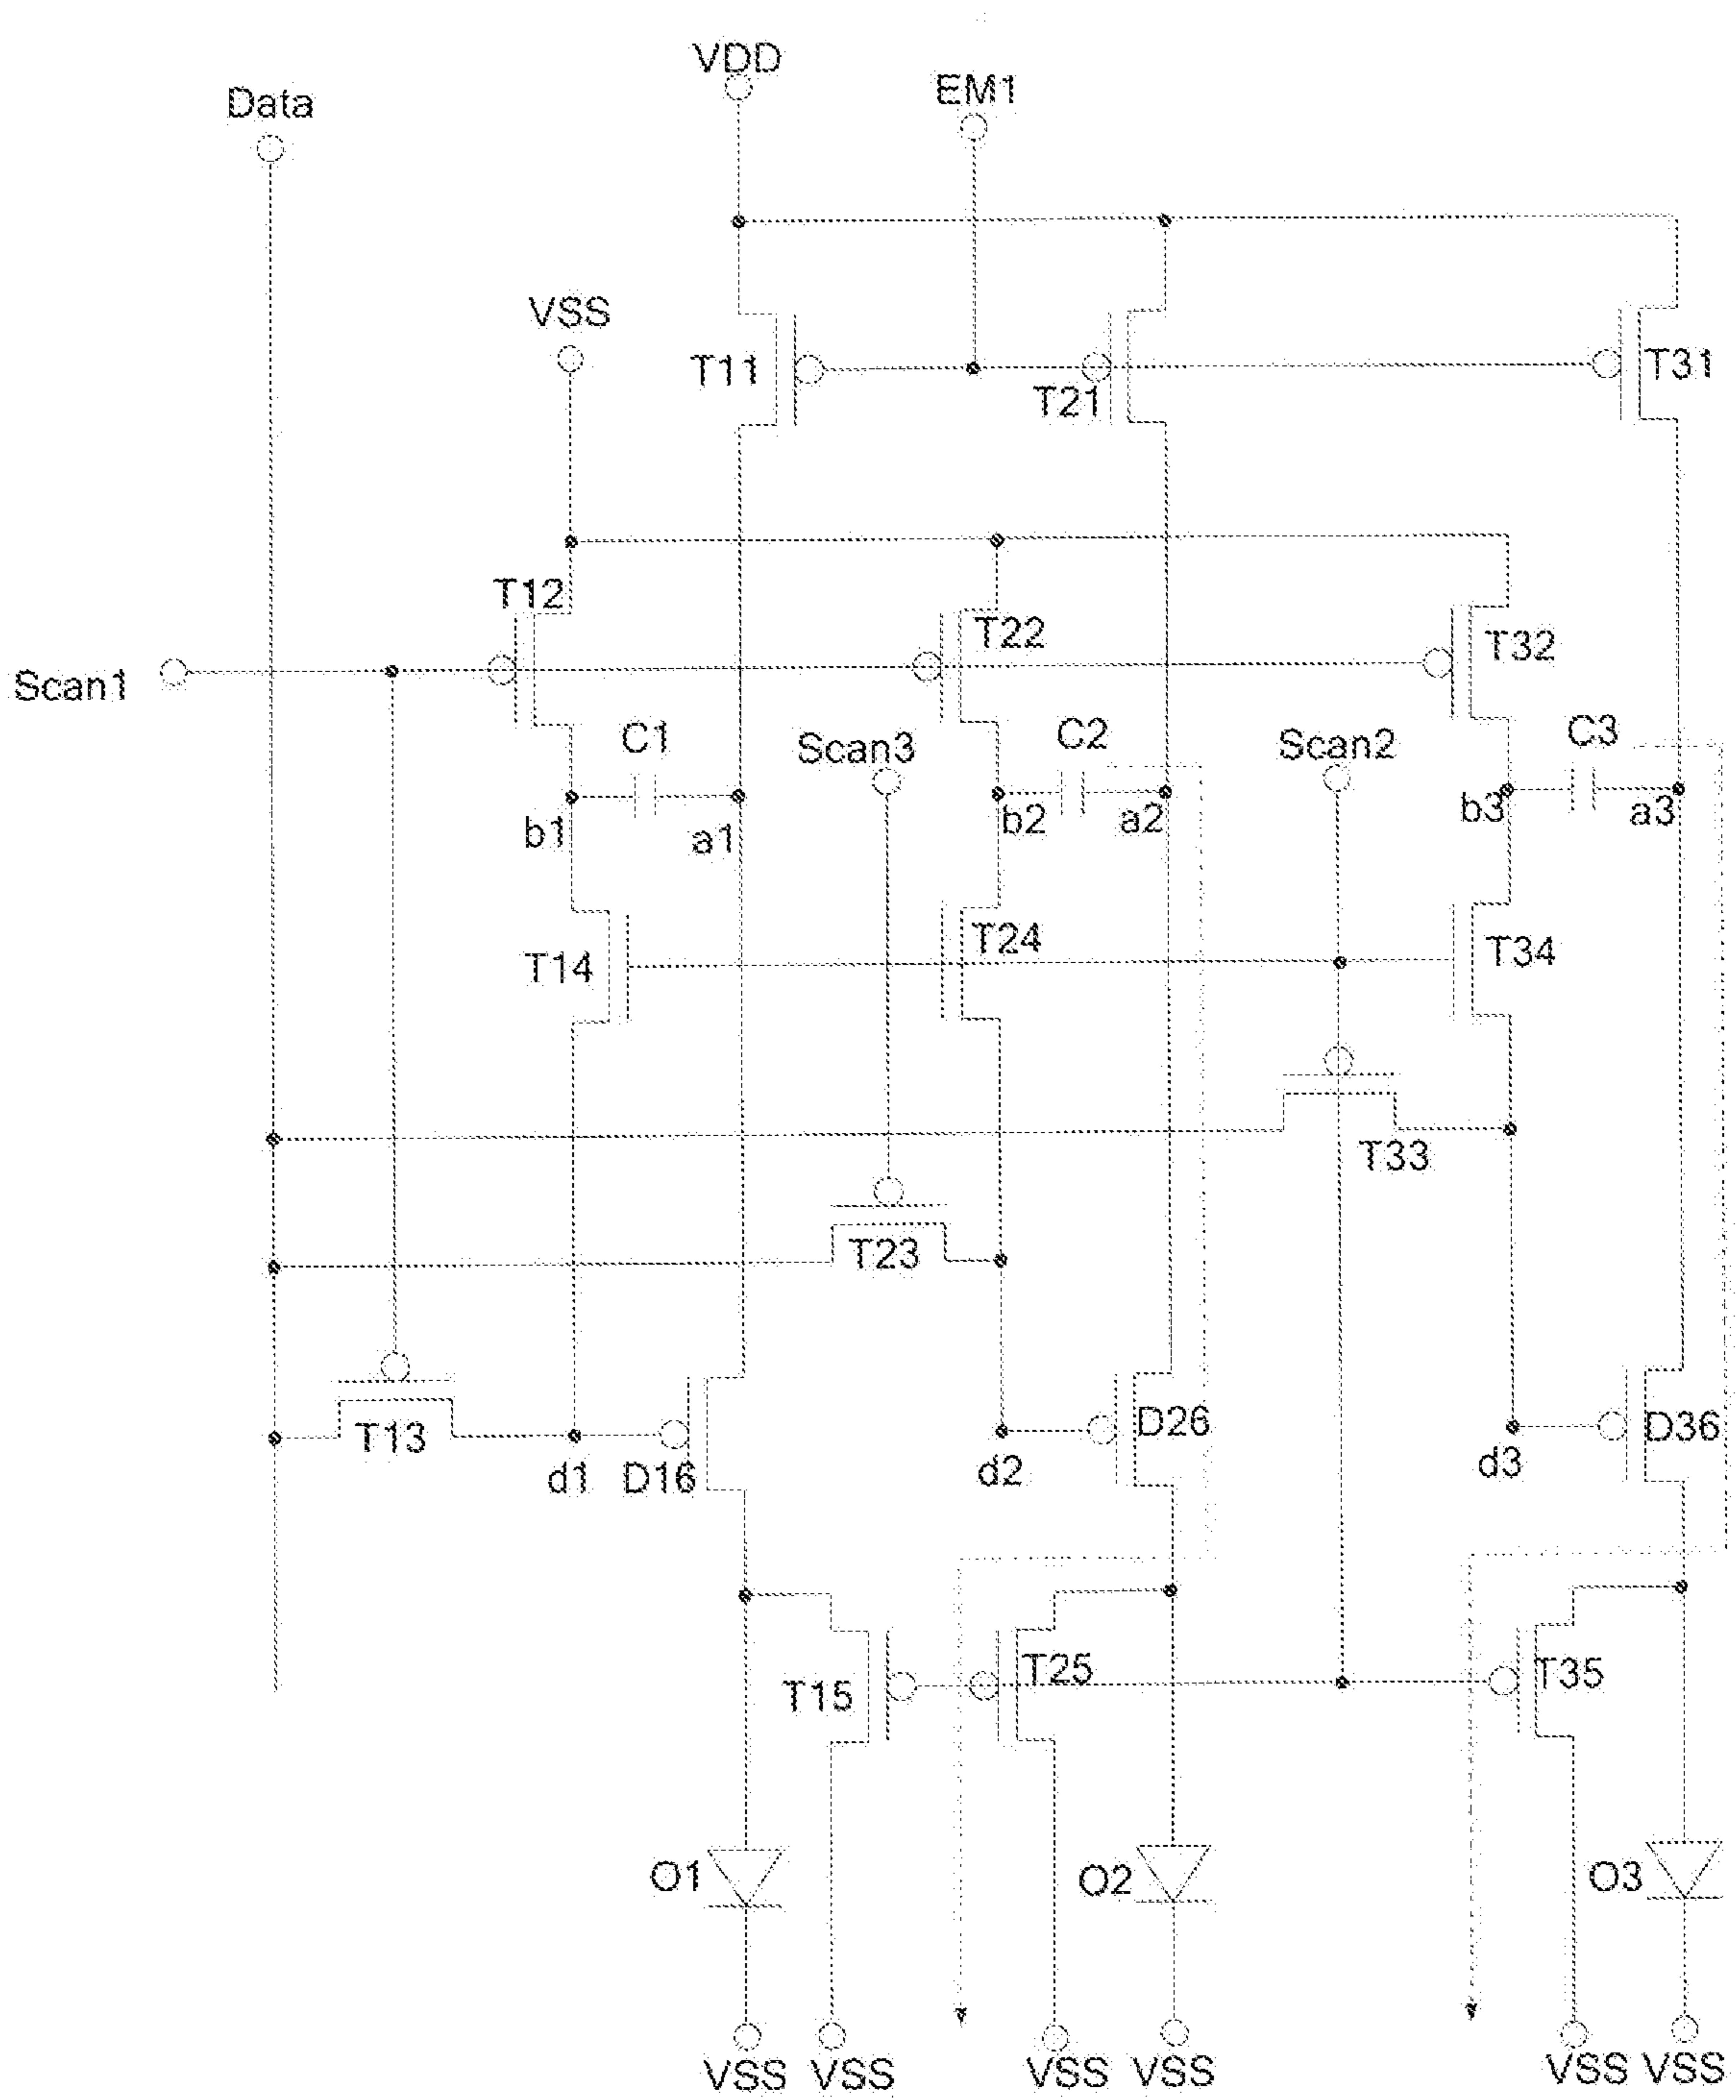 VDD
EM1
Data
VSS
T11
T21
T31
T12
T22
T32
Scan1
C1
Scan3
C2
Scan2
C3
b1
a1
b2
a2
b3
a3
T14
T24
T34
T33
T23
T13
d1
D16
d2
D26
d3
D36
T15
T25
T35
O1
O2
O3
VSS
VSS
VSS
VSS
VSS
VSS